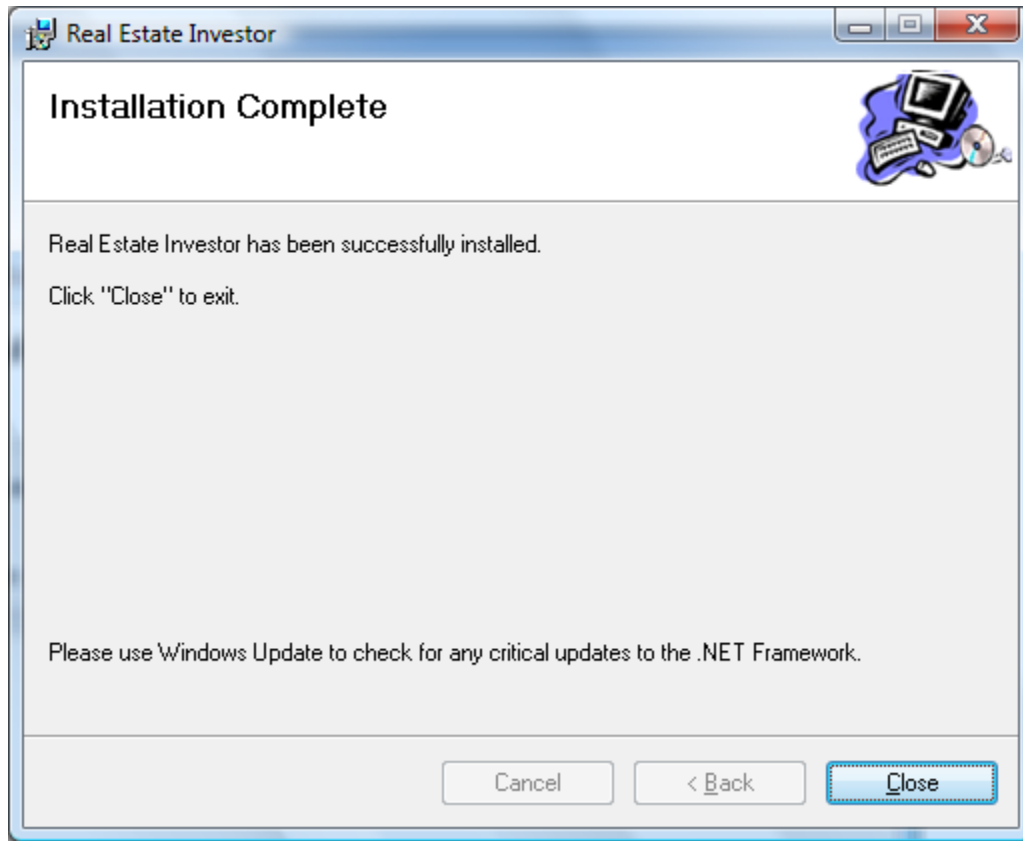 Real Estate Investor
Installation Complete
Real Estate Investor has been successfully installed.
Click "Close" to exit.
Please use Windows Update to check for any critical updates to the .NET Framework.
Cancel < Back Close